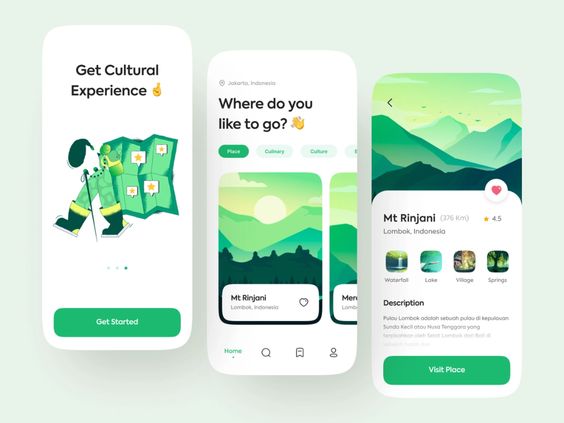 Get Cultural
Experience
Get Started
Jakarta, Indonesia
Where do you
like to go?
Place
Culinary
Culture
Mt Rinjani
Lombok, Indonesia
Mer
Lombok
Home
Mt Rinjani (376 Km)
4.5
Lombok, Indonesia
Waterfall
Lake
Village
Springs
Description
Pulau Lombok adalah sebuah pulau di kepulauan
Sunda Kecil atau Nusa Tenggara yang
terpisahkan oleh Selat Lombok dari Bali di
Visit Place